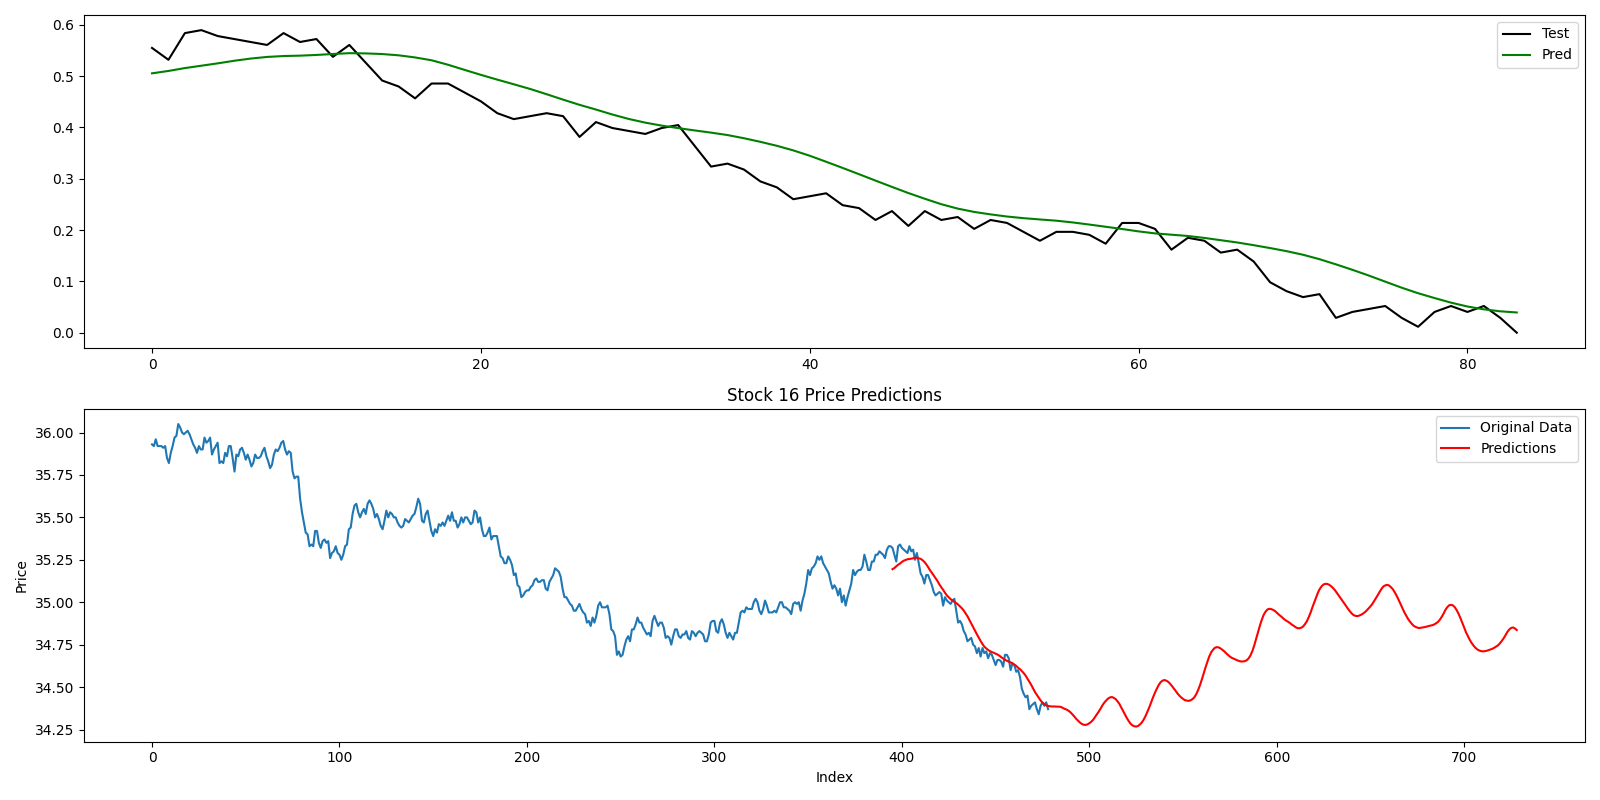 0.6
0.5
0.4
0.3
0.2
0.1
0.0
Test
Pred
0 20 40 60 80
Stock 16 Price Predictions
Price
36.00
35.75
35.50
35.25
35.00
34.75
34.50
34.25
Original Data
Predictions
0 100 200 300 400 500 600 700
Index